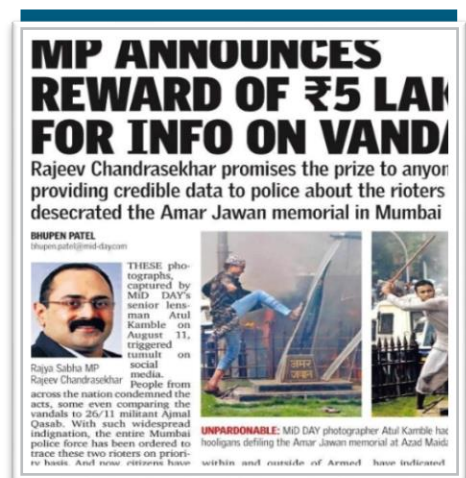 MP ANNOUNCES
REWARD OF ₹5 LAK
FOR INFO ON VANDA
Rajeev Chandrasekhar promises the prize to anyon
providing credible data to police about the rioters
desecrated the Amar Jawan memorial in Mumbai
BHUPEN PATEL
bhupen.patel@mid-day.com
THESE pho-
tographs,
captured by
MiD DAY'S
senior lens-
man Atul
Kamble on
August 11,
triggered
tumult on
social
media.
People from
Rajya Sabha MP
Rajeev Chandrasekhar
across the nation condemned the
acts, some even comparing the
vandals to 26/11 militant Ajmal
Qasab. With such widespread
indignation, the entire Mumbai
police force has been ordered to
trace these two rioters on priori-
ty basis. And now, citizens have
अमर
जवान
UNPARDONABLE: MiD DAY photographer Atul Kamble had
hooligans defiling the Amar Jawan memorial at Azad Maida
within and outside of Armed
have indicated